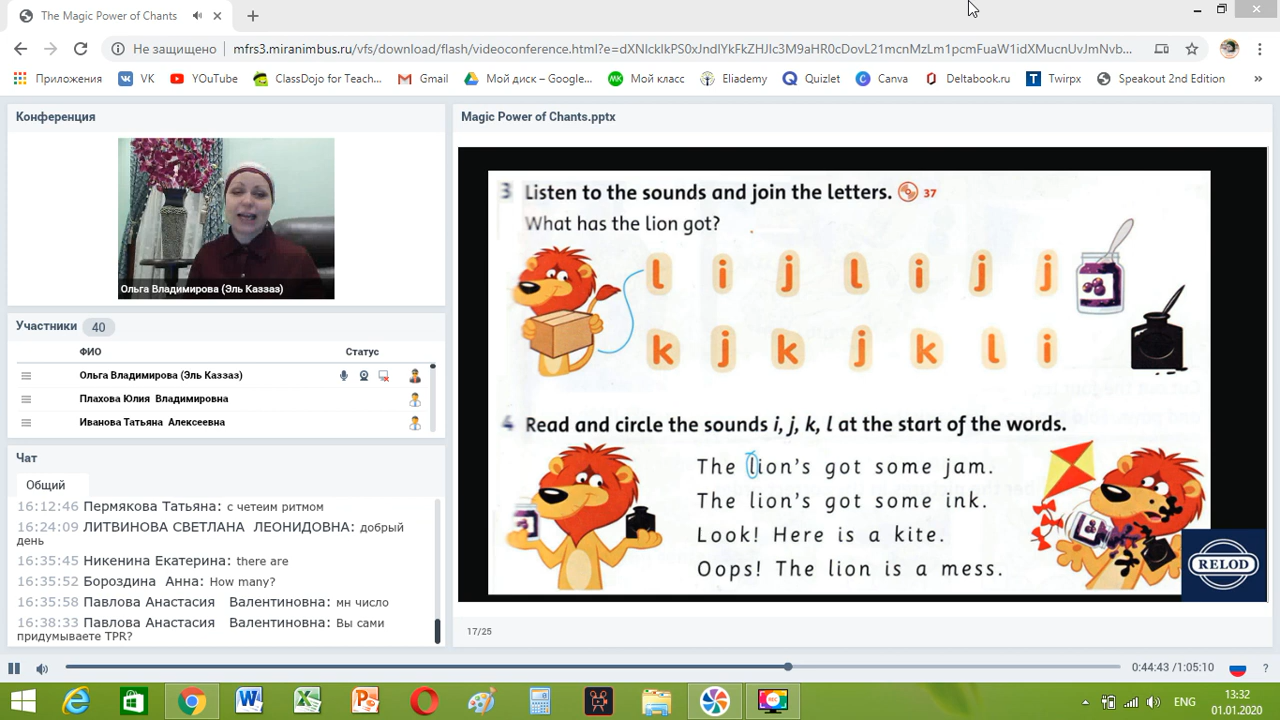 The Magic Power of Chants
Не защищено
mfrs3.miranimbus.ru/vfs/download/flash/videoconference.html?e=dXNlcklkPS0xJndlYkFkZHJlc3M9aHR0cDovL21mcnMzLm1pcmFuaW1idXMucnUvJmNvb...
Приложения
VK
YOutube
ClassDojo for Teach...
Gmail
Мой диск – Google...
Мой класс
Eliademy
Quizlet
Canva
Deltabook.ru
Twirpx
Speakout 2nd Edition
»
Конференция
Ольга Владимирова (Эль Каззаз)
Участники 40
ФИО Статус
Ольга Владимирова (Эль Каззаз)
Плахова Юлия Владимировна
Иванова Татьяна Алексеевна
Чат
Общий
16:12:46 Пермякова Татьяна: с четеим ритмом
16:24:09 ЛИТВИНОВА СВЕТЛАНА ЛЕОНИДОВНА: добрый
день
16:35:45 Никенина Екатерина: there are
16:35:52 Бороздина Анна: How many?
16:35:58 Павлова Анастасия Валентиновна: мн число
16:38:33 Павлова Анастасия Валентиновна: Вы сами
придумываете TPR?
Magic Power of Chants.pptx
3 Listen to the sounds and join the letters. 37
What has the lion got?
l i j l i j j
k j k j k l i
4 Read and circle the sounds i, j, k, l at the start of the words.
The lion's got some jam.
The lion's got some ink.
Look! Here is a kite.
Oops! The lion is a mess.
RELOD
17/25
0:44:43 /1:05:10
?
ENG
13:32
01.01.2020